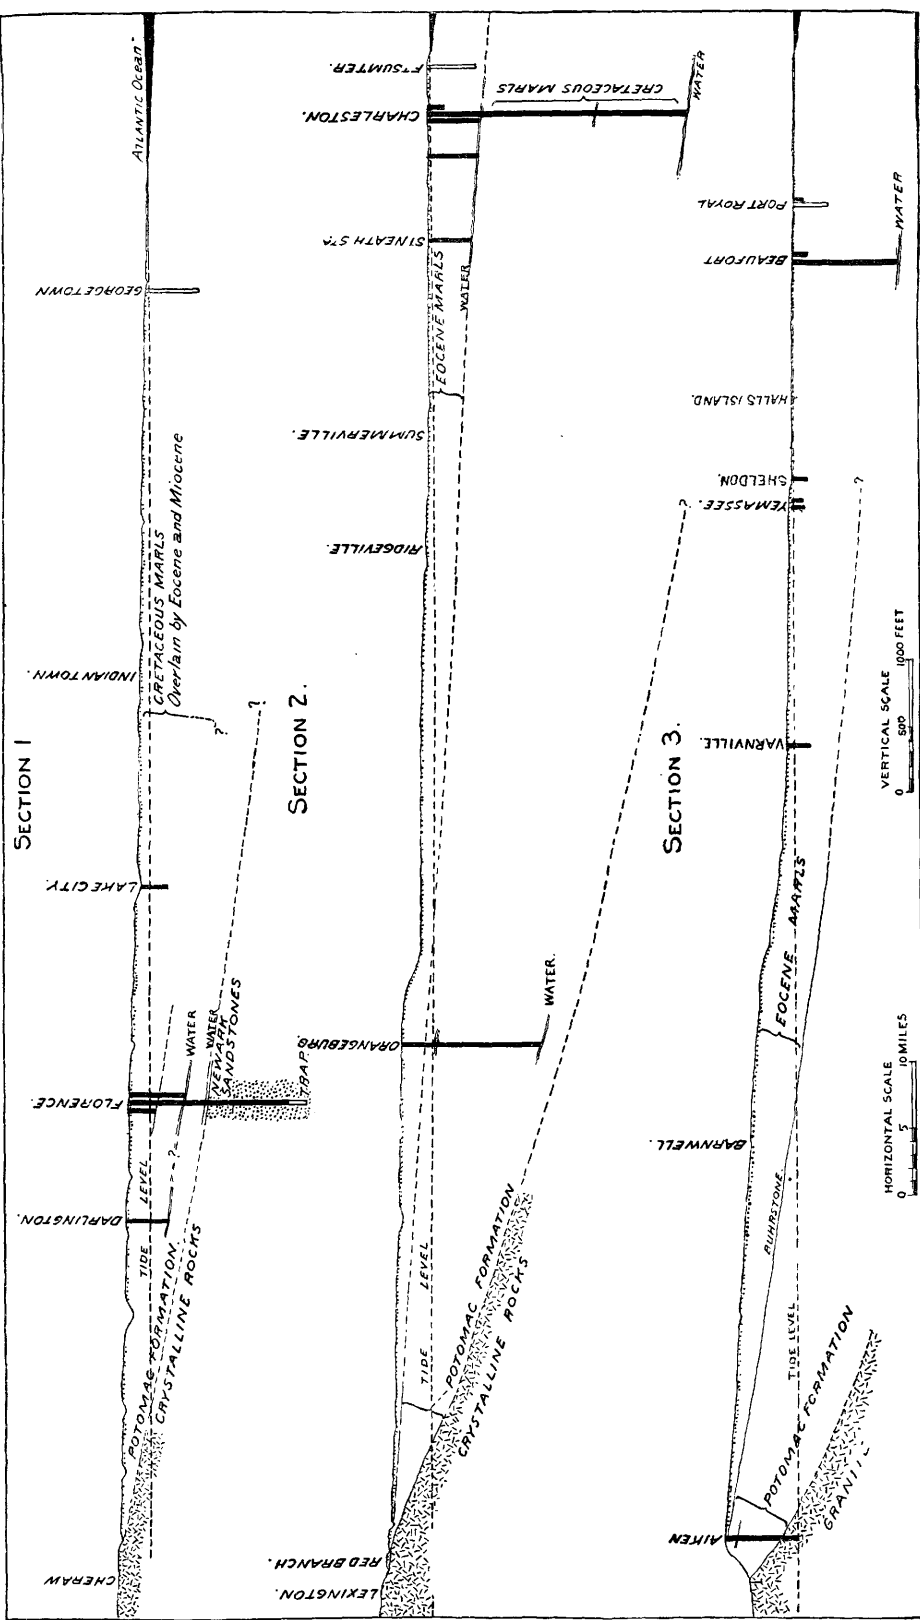 SECTION 1
CHERAW
DARLINGTON.
FLORENCE.
LAKE CITY.
INDIANTOWN.
GEORGETOWN
ATLANTIC OCEAN
TIDE LEVEL
POTOMAC FORMATION.
CRYSTALLINE ROCKS
?
WATER
WATER
NEWARK
SANDSTONES
TRAP.
CRETACEOUS MARLS
Overlain by Eocene and Miocene
?
?
SECTION 2.
LEXINGTON.
RED BRANCH.
ORANGEBURG
RIDGEVILLE.
SUMMERVILLE.
SINEATH STA
CHARLESTON.
FT SUMTER.
TIDE LEVEL
POTOMAC FORMATION
CRYSTALLINE ROCKS
WATER.
?
EOCENE MARLS
WATER
CRETACEOUS MARLS
WATER
SECTION 3.
AIKEN
BARNWELL.
VARNVILLE.
YEMASSEE.
SHELDON.
HALLS ISLAND.
BEAUFORT
PORT ROYAL
TIDE LEVEL
BUHRSTONE.
POTOMAC FORMATION
GRANITE
EOCENE MARLS
?
WATER
HORIZONTAL SCALE
0 5 10 MILES
VERTICAL SCALE
0 500 1000 FEET